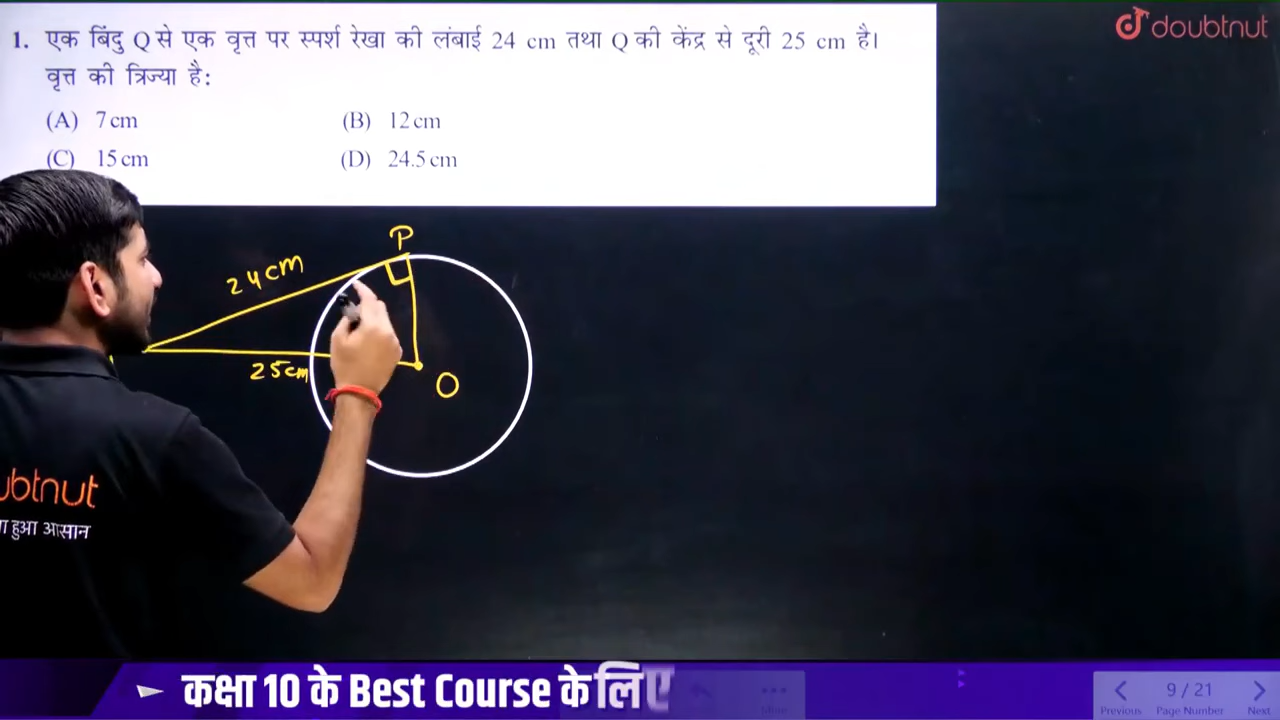 doubtnut
1. एक बिंदु Q से एक वृत्त पर स्पर्श रेखा की लंबाई 24 cm तथा Q की केंद्र से दूरी 25 cm है।
वृत्त की त्रिज्या है:
(A) 7 cm (B) 12 cm
(C) 15 cm (D) 24.5 cm
P
24cm
25cm
O
ubtnut
ा हुआ आसान
कक्षा 10 के Best Course के लिए
9 / 21
Previous Page Number Next
More